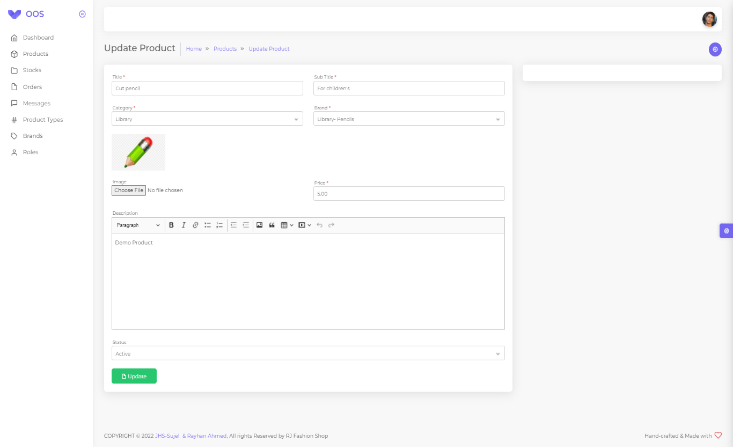 OOS
Dashboard
Products
Stocks
Orders
Messages
Product Types
Brands
Roles
Update Product
Home » Products » Update Product
Title *
Sub Title *
Cut pencil
For children's
Category *
Brand *
Library
Library- Pencils
Image
Price *
Choose File No file chosen
5.00
Description
Paragraph
Demo Product
Status
Active
Update
COPYRIGHT © 2022 JHS-Sujel & Rayhan Ahmed, All rights Reserved by RJ Fashion Shop
Hand-crafted & Made with